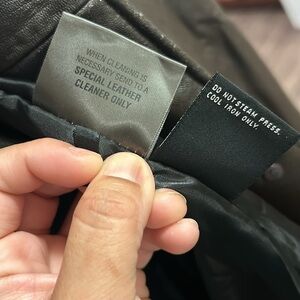 WHEN CLEANING IS
NECESSARY SEND TO A
SPECIAL LEATHER
CLEANER ONLY.
DO NOT STEAM PRESS.
COOL IRON ONLY.